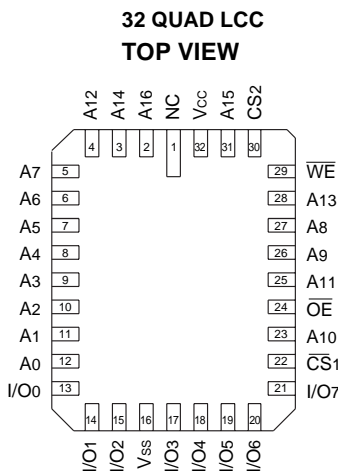 32 QUAD LCC
TOP VIEW
A12 A14 A16 NC Vcc A15 CS2
4 3 2 1 32 31 30
A7 5 29 W̅E̅
A6 6 28 A13
A5 7 27 A8
A4 8 26 A9
A3 9 25 A11
A2 10 24 O̅E̅
A1 11 23 A10
A0 12 22 C̅S̅1
I/O0 13 21 I/O7
14 15 16 17 18 19 20
I/O1 I/O2 Vss I/O3 I/O4 I/O5 I/O6